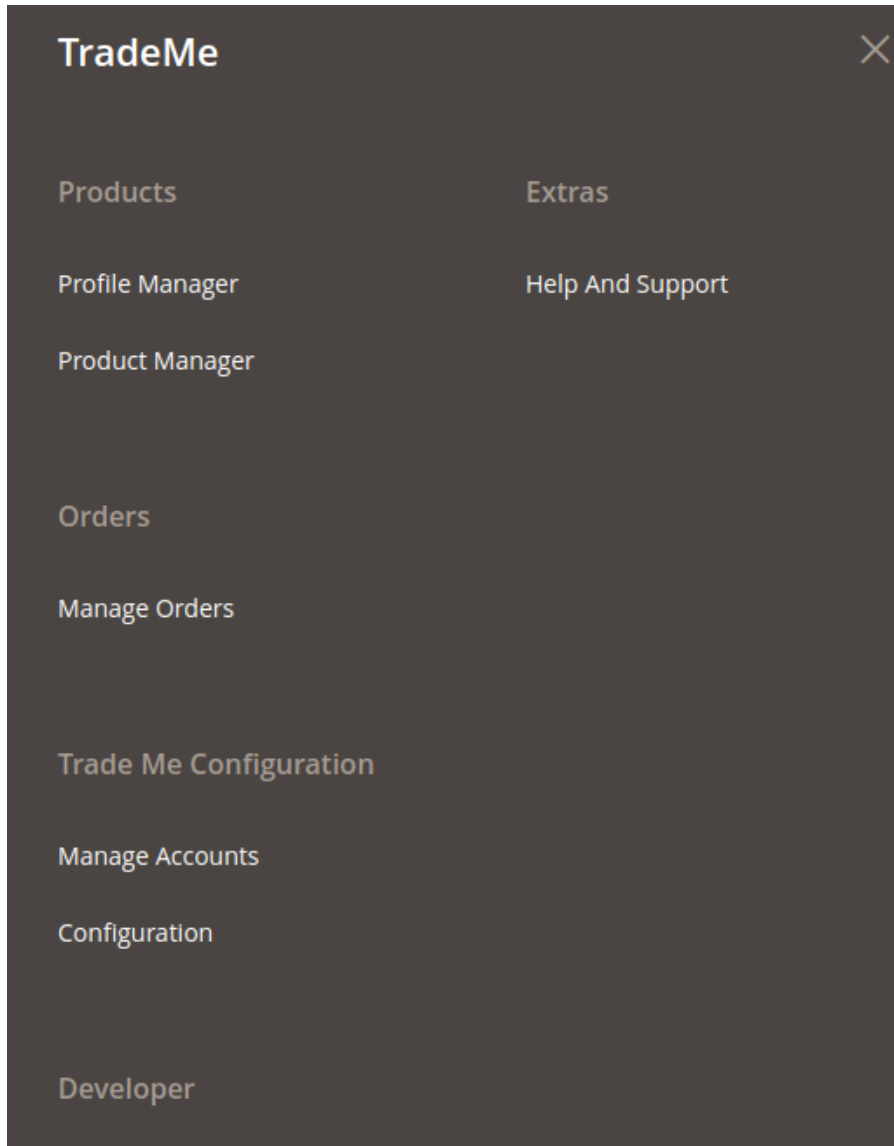 TradeMe
Products
Profile Manager
Product Manager
Orders
Manage Orders
Trade Me Configuration
Manage Accounts
Configuration
Developer
Extras
Help And Support